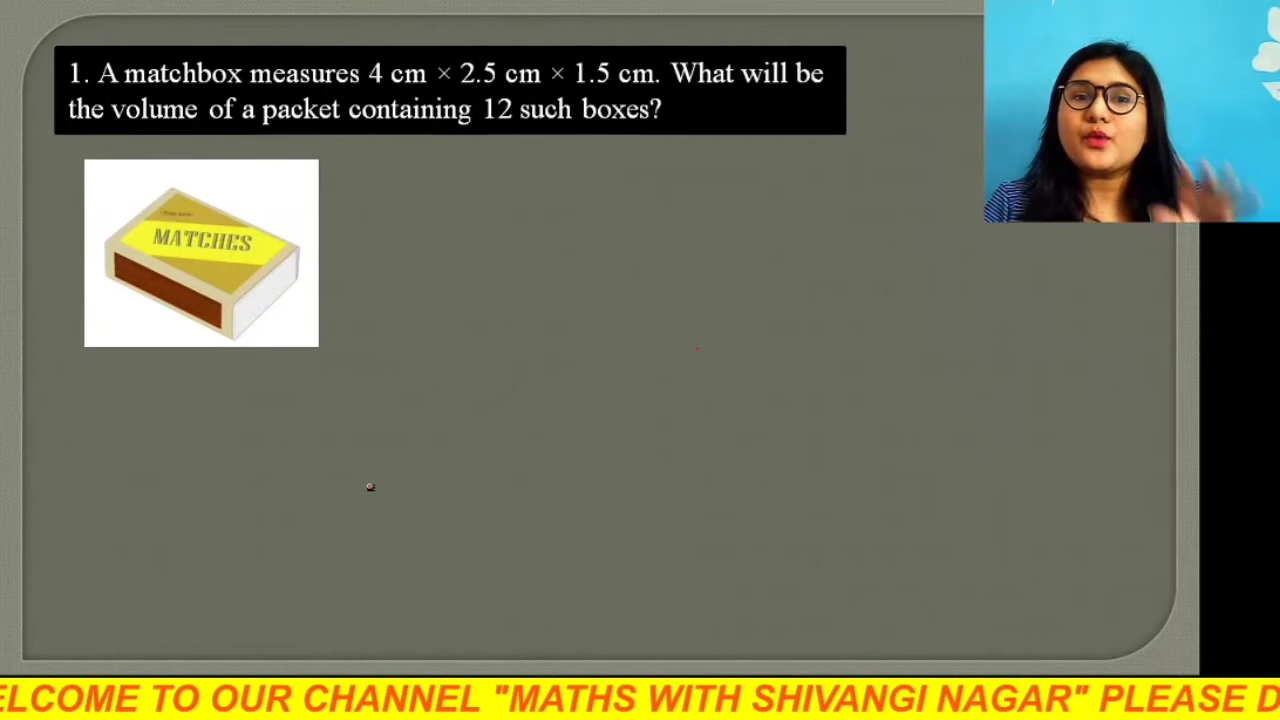 1. A matchbox measures 4 cm × 2.5 cm × 1.5 cm. What will be
the volume of a packet containing 12 such boxes?
MATCHES
ELCOME TO OUR CHANNEL "MATHS WITH SHIVANGI NAGAR" PLEASE D